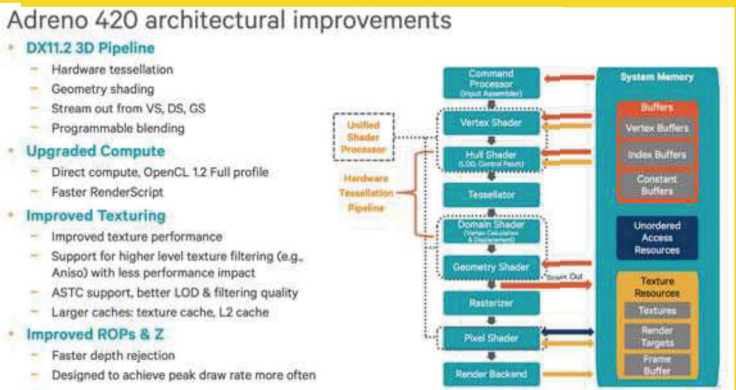 Adreno 420 architectural improvements
DX11.2 3D Pipeline
Hardware tessellation
Geometry shading
Stream out from VS, DS, GS
Programmable blending
Upgraded Compute
Direct compute, OpenCL 1.2 Full profile
Faster RenderScript
Improved Texturing
Improved texture performance
Support for higher level texture filtering (e.g.,
Aniso) with less performance impact
ASTC support, better LOD & filtering quality
Larger caches: texture cache, L2 cache
Improved ROPs & Z
Faster depth rejection
Designed to achieve peak draw rate more often
Unified
Shader
Processor
Hardware
Tessellation
Pipeline
Command
Processor
(Input Assembler)
Vertex Shader
Hull Shader
(LOD, Control Patch)
Tessellator
Domain Shader
(Vertex Calculation
& Displacement)
Geometry Shader
Stream Out
Rasterizer
Pixel Shader
Render Backend
System Memory
Buffers
Vertex Buffers
Index Buffers
Constant
Buffers
Unordered
Access
Resources
Texture
Resources
Textures
Render
Targets
Frame
Buffer